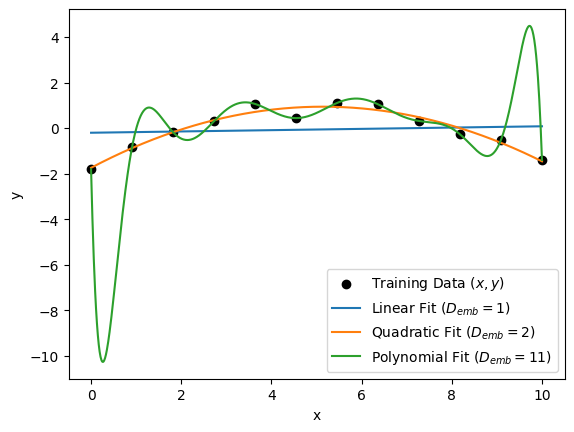 4
2
0
−2
−4
−6
−8
−10
y
0 2 4 6 8 10
x
Training Data (x, y)
Linear Fit (D_emb = 1)
Quadratic Fit (D_emb = 2)
Polynomial Fit (D_emb = 11)